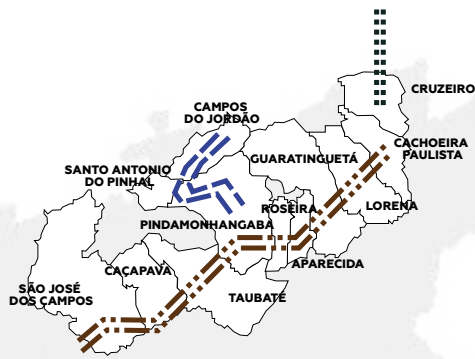 CRUZEIRO
CAMPOS
DO JORDÃO
CACHOEIRA
PAULISTA
GUARATINGUETÁ
SANTO ANTONIO
DO PINHAL
LORENA
ROSEIRA
PINDAMONHANGABA
APARECIDA
CAÇAPAVA
SÃO JOSÉ
DOS CAMPOS
TAUBATÉ